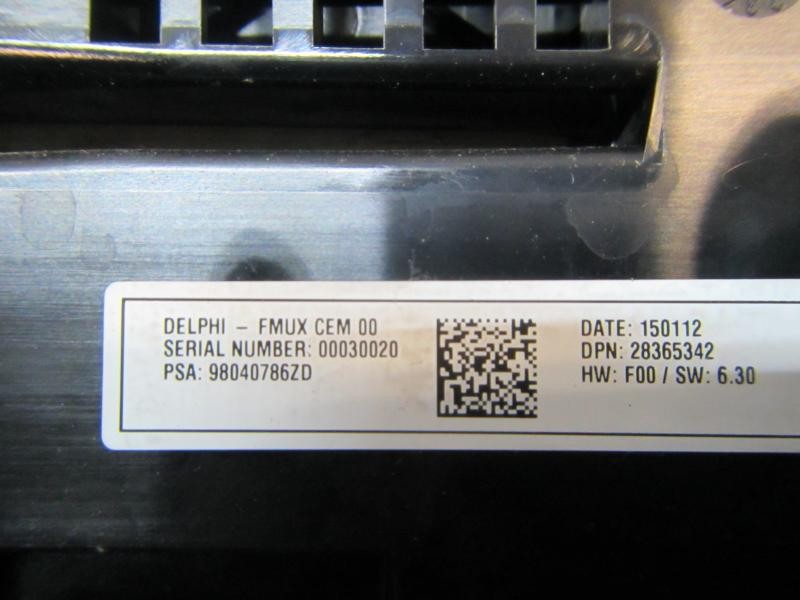 DELPHI – FMUX CEM 00
SERIAL NUMBER: 00030020
PSA: 98040786ZD
DATE: 150112
DPN: 28365342
HW: F00 / SW: 6.30